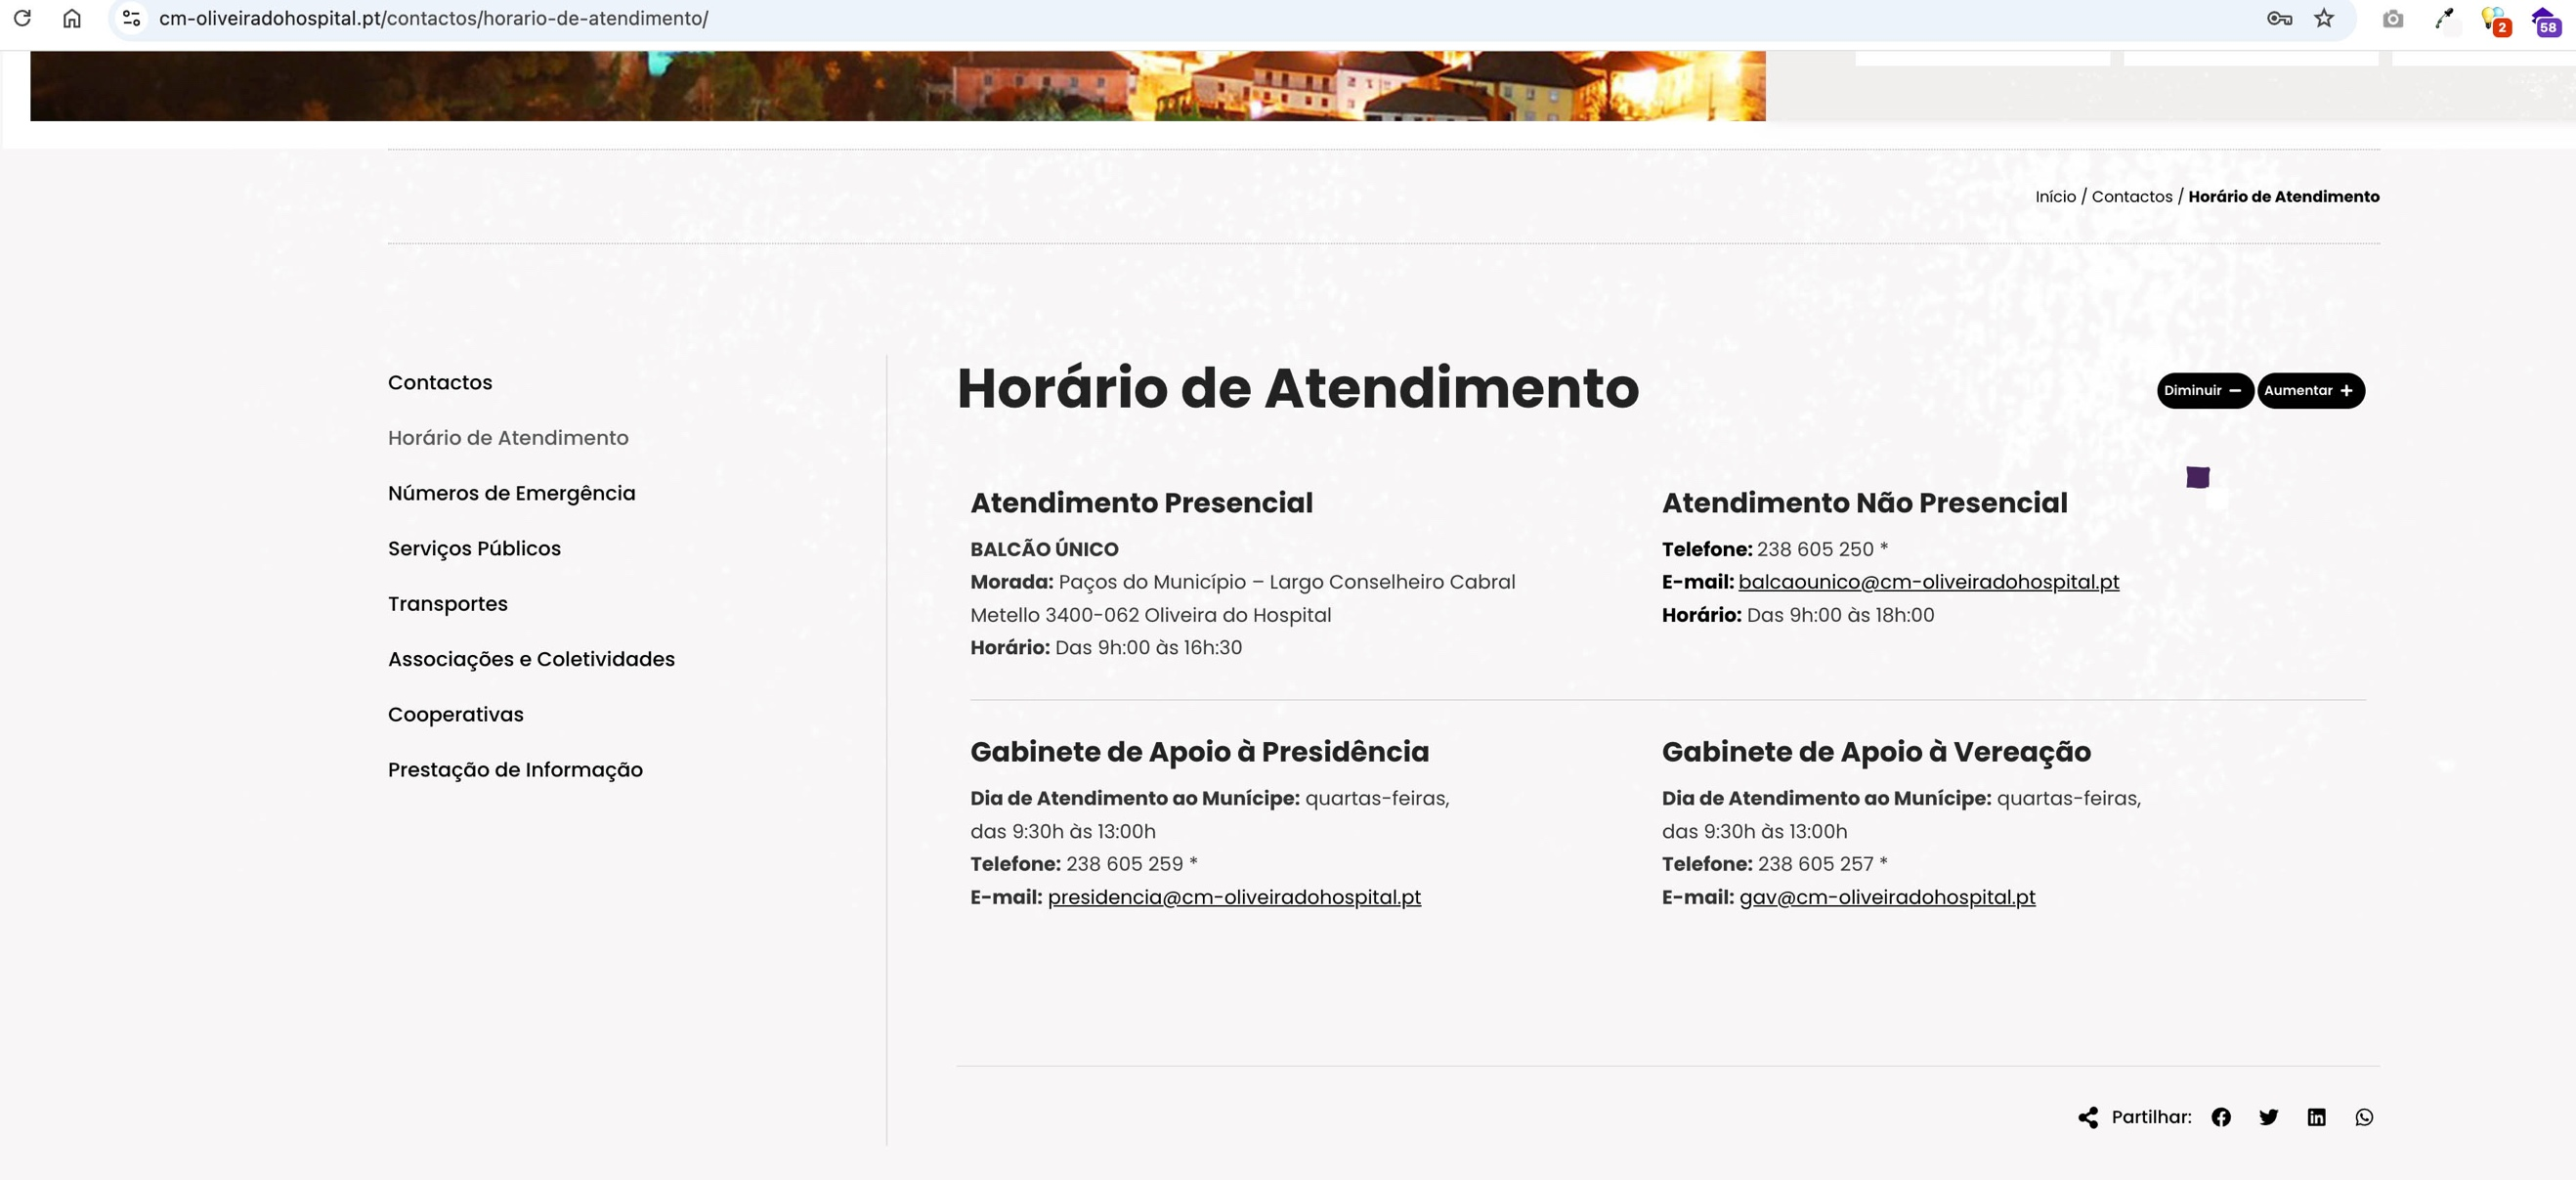 cm-oliveiradohospital.pt/contactos/horario-de-atendimento/
2
58
Início / Contactos / Horário de Atendimento
Contactos
Horário de Atendimento
Números de Emergência
Serviços Públicos
Transportes
Associações e Coletividades
Cooperativas
Prestação de Informação
Horário de Atendimento
Diminuir −
Aumentar +
Atendimento Presencial
BALCÃO ÚNICO
Morada: Paços do Município – Largo Conselheiro Cabral
Metello 3400-062 Oliveira do Hospital
Horário: Das 9h:00 às 16h:30
Atendimento Não Presencial
Telefone: 238 605 250 *
E-mail: balcaounico@cm-oliveiradohospital.pt
Horário: Das 9h:00 às 18h:00
Gabinete de Apoio à Presidência
Dia de Atendimento ao Munícipe: quartas-feiras,
das 9:30h às 13:00h
Telefone: 238 605 259 *
E-mail: presidencia@cm-oliveiradohospital.pt
Gabinete de Apoio à Vereação
Dia de Atendimento ao Munícipe: quartas-feiras,
das 9:30h às 13:00h
Telefone: 238 605 257 *
E-mail: gav@cm-oliveiradohospital.pt
Partilhar: